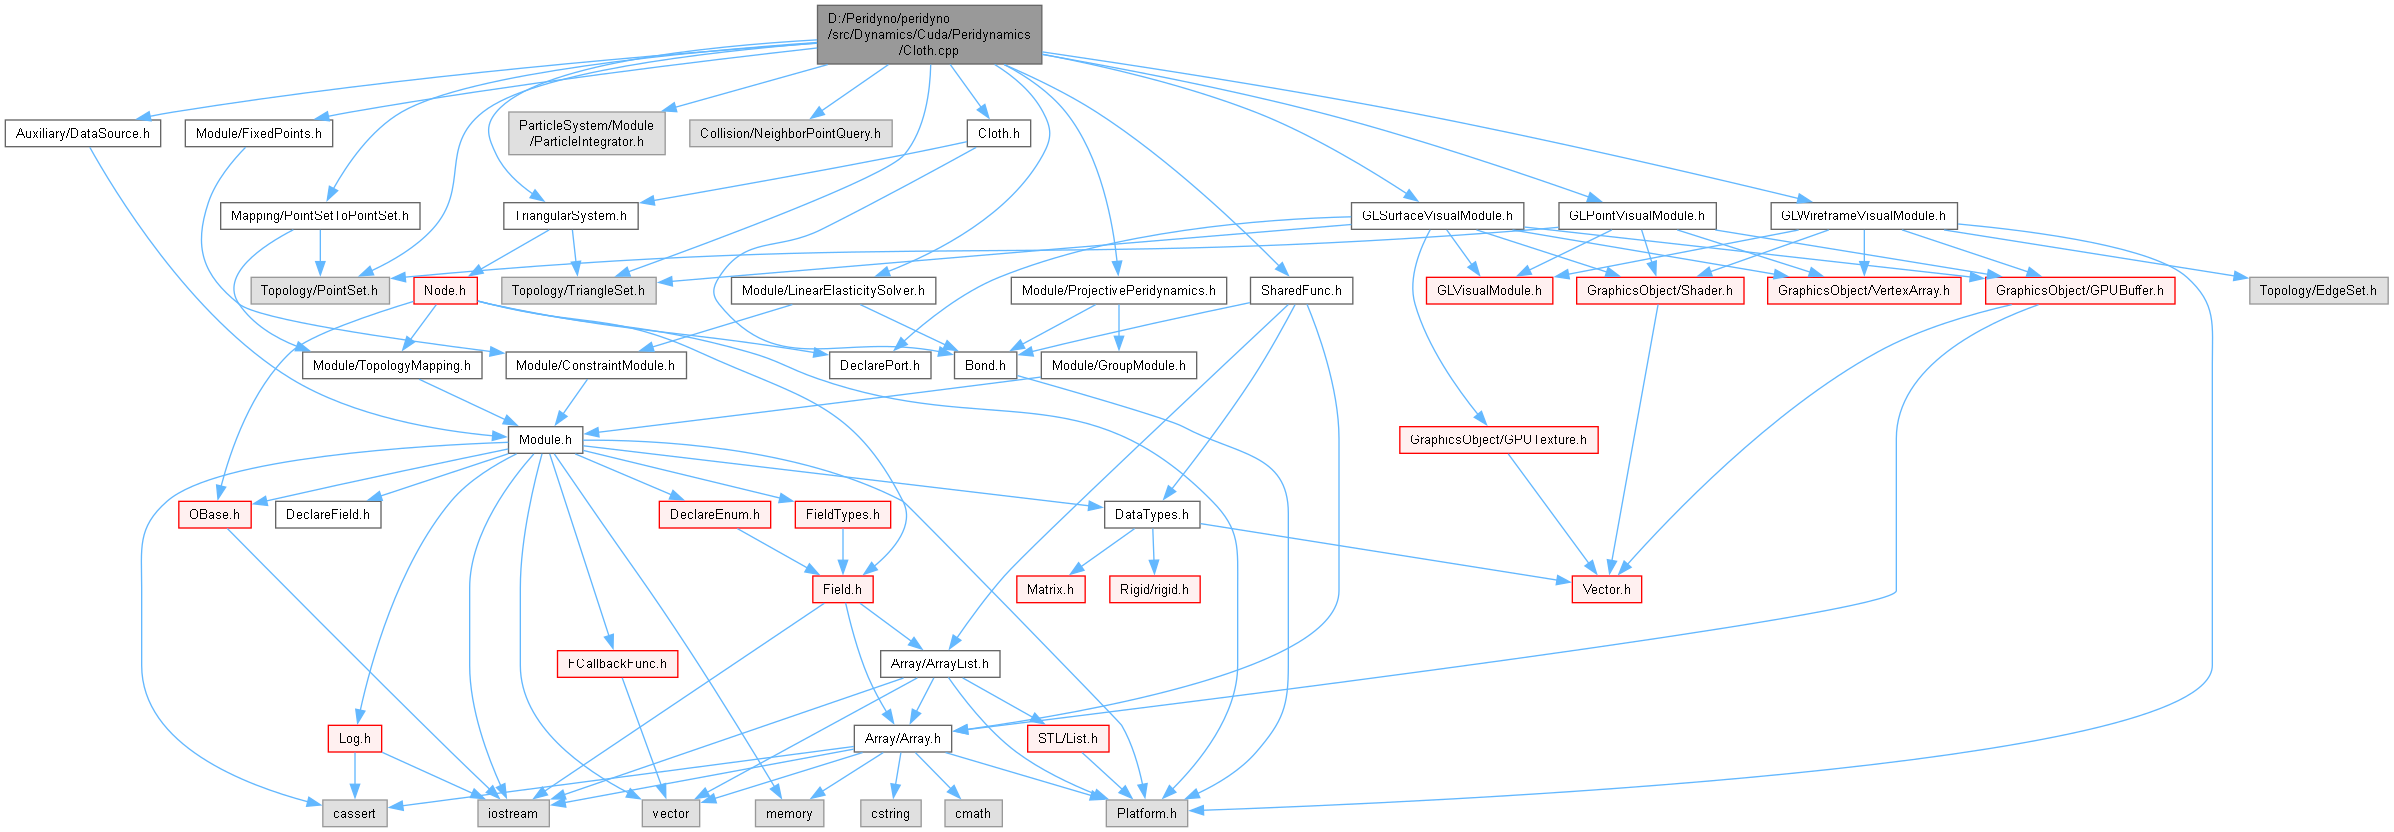 D:/Peridyno/peridyno
/src/Dynamics/Cuda/Peridynamics
/Cloth.cpp
Auxiliary/DataSource.h
Module/FixedPoints.h
ParticleSystem/Module
/ParticleIntegrator.h
Collision/NeighborPointQuery.h
Cloth.h
Mapping/PointSetToPointSet.h
TriangularSystem.h
GLSurfaceVisualModule.h
GLPointVisualModule.h
GLWireframeVisualModule.h
Topology/PointSet.h
Node.h
Topology/TriangleSet.h
Module/LinearElasticitySolver.h
Module/ProjectivePeridynamics.h
SharedFunc.h
GLVisualModule.h
GraphicsObject/Shader.h
GraphicsObject/VertexArray.h
GraphicsObject/GPUBuffer.h
Topology/EdgeSet.h
Module/TopologyMapping.h
Module/ConstraintModule.h
DeclarePort.h
Bond.h
Module/GroupModule.h
Module.h
GraphicsObject/GPUTexture.h
OBase.h
DeclareField.h
DeclareEnum.h
FieldTypes.h
DataTypes.h
Field.h
Matrix.h
Rigid/rigid.h
Vector.h
FCallbackFunc.h
Array/ArrayList.h
Log.h
Array/Array.h
STL/List.h
cassert
iostream
vector
memory
cstring
cmath
Platform.h